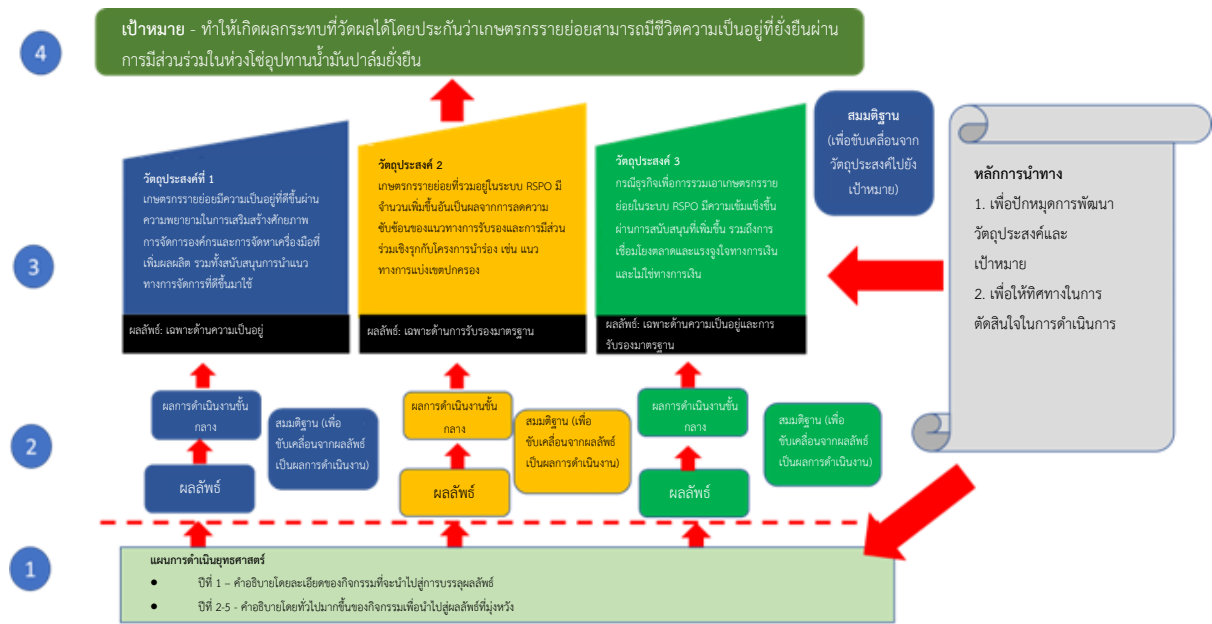 4
เป้าหมาย - ทำให้เกิดผลกระทบที่วัดผลได้โดยประกันว่าเกษตรกรรายย่อยสามารถมีชีวิตความเป็นอยู่ที่ยั่งยืนผ่าน
การมีส่วนร่วมในห่วงโซ่อุปทานน้ำมันปาล์มยั่งยืน
3
วัตถุประสงค์ที่ 1
เกษตรกรรายย่อยมีความเป็นอยู่ที่ดีขึ้นผ่าน
ความพยายามในการเสริมสร้างศักยภาพ
การจัดการองค์กรและการจัดหาเครื่องมือที่
เพิ่มผลผลิต รวมทั้งสนับสนุนการนำแนว
ทางการจัดการที่ดีขึ้นมาใช้
ผลลัพธ์: เฉพาะด้านความเป็นอยู่
วัตถุประสงค์ 2
เกษตรกรรายย่อยที่รวมอยู่ในระบบ RSPO มี
จำนวนเพิ่มขึ้นอันเป็นผลจากการลดความ
ซับซ้อนของแนวทางการรับรองและการมีส่วน
ร่วมเชิงรุกกับโครงการนำร่อง เช่น แนว
ทางการแบ่งเขตปกครอง
ผลลัพธ์: เฉพาะด้านการรับรองมาตรฐาน
วัตถุประสงค์ 3
กรณีธุรกิจเพื่อการรวมเอาเกษตรกรราย
ย่อยในระบบ RSPO มีความเข้มแข็งขึ้น
ผ่านการสนับสนุนที่เพิ่มขึ้น รวมถึงการ
เชื่อมโยงตลาดและแรงจูงใจทางการเงิน
และไม่ใช่ทางการเงิน
ผลลัพธ์: เฉพาะด้านความเป็นอยู่และการ
รับรองมาตรฐาน
สมมติฐาน
(เพื่อขับเคลื่อนจาก
วัตถุประสงค์ไปยัง
เป้าหมาย)
หลักการนำทาง
1. เพื่อปักหมุดการพัฒนา
วัตถุประสงค์และ
เป้าหมาย
2. เพื่อให้ทิศทางในการ
ตัดสินใจในการดำเนินการ
2
ผลการดำเนินงานขั้น
กลาง
สมมติฐาน (เพื่อ
ขับเคลื่อนจากผลลัพธ์
เป็นผลการดำเนินงาน)
ผลลัพธ์
ผลการดำเนินงานขั้น
กลาง
สมมติฐาน (เพื่อ
ขับเคลื่อนจากผลลัพธ์
เป็นผลการดำเนินงาน)
ผลลัพธ์
ผลการดำเนินงานขั้น
กลาง
สมมติฐาน (เพื่อ
ขับเคลื่อนจากผลลัพธ์
เป็นผลการดำเนินงาน)
ผลลัพธ์
1
แผนการดำเนินยุทธศาสตร์
● ปีที่ 1 – คำอธิบายโดยละเอียดของกิจกรรมที่จะนำไปสู่การบรรลุผลลัพธ์
● ปีที่ 2-5 - คำอธิบายโดยทั่วไปมากขึ้นของกิจกรรมเพื่อนำไปสู่ผลลัพธ์ที่มุ่งหวัง